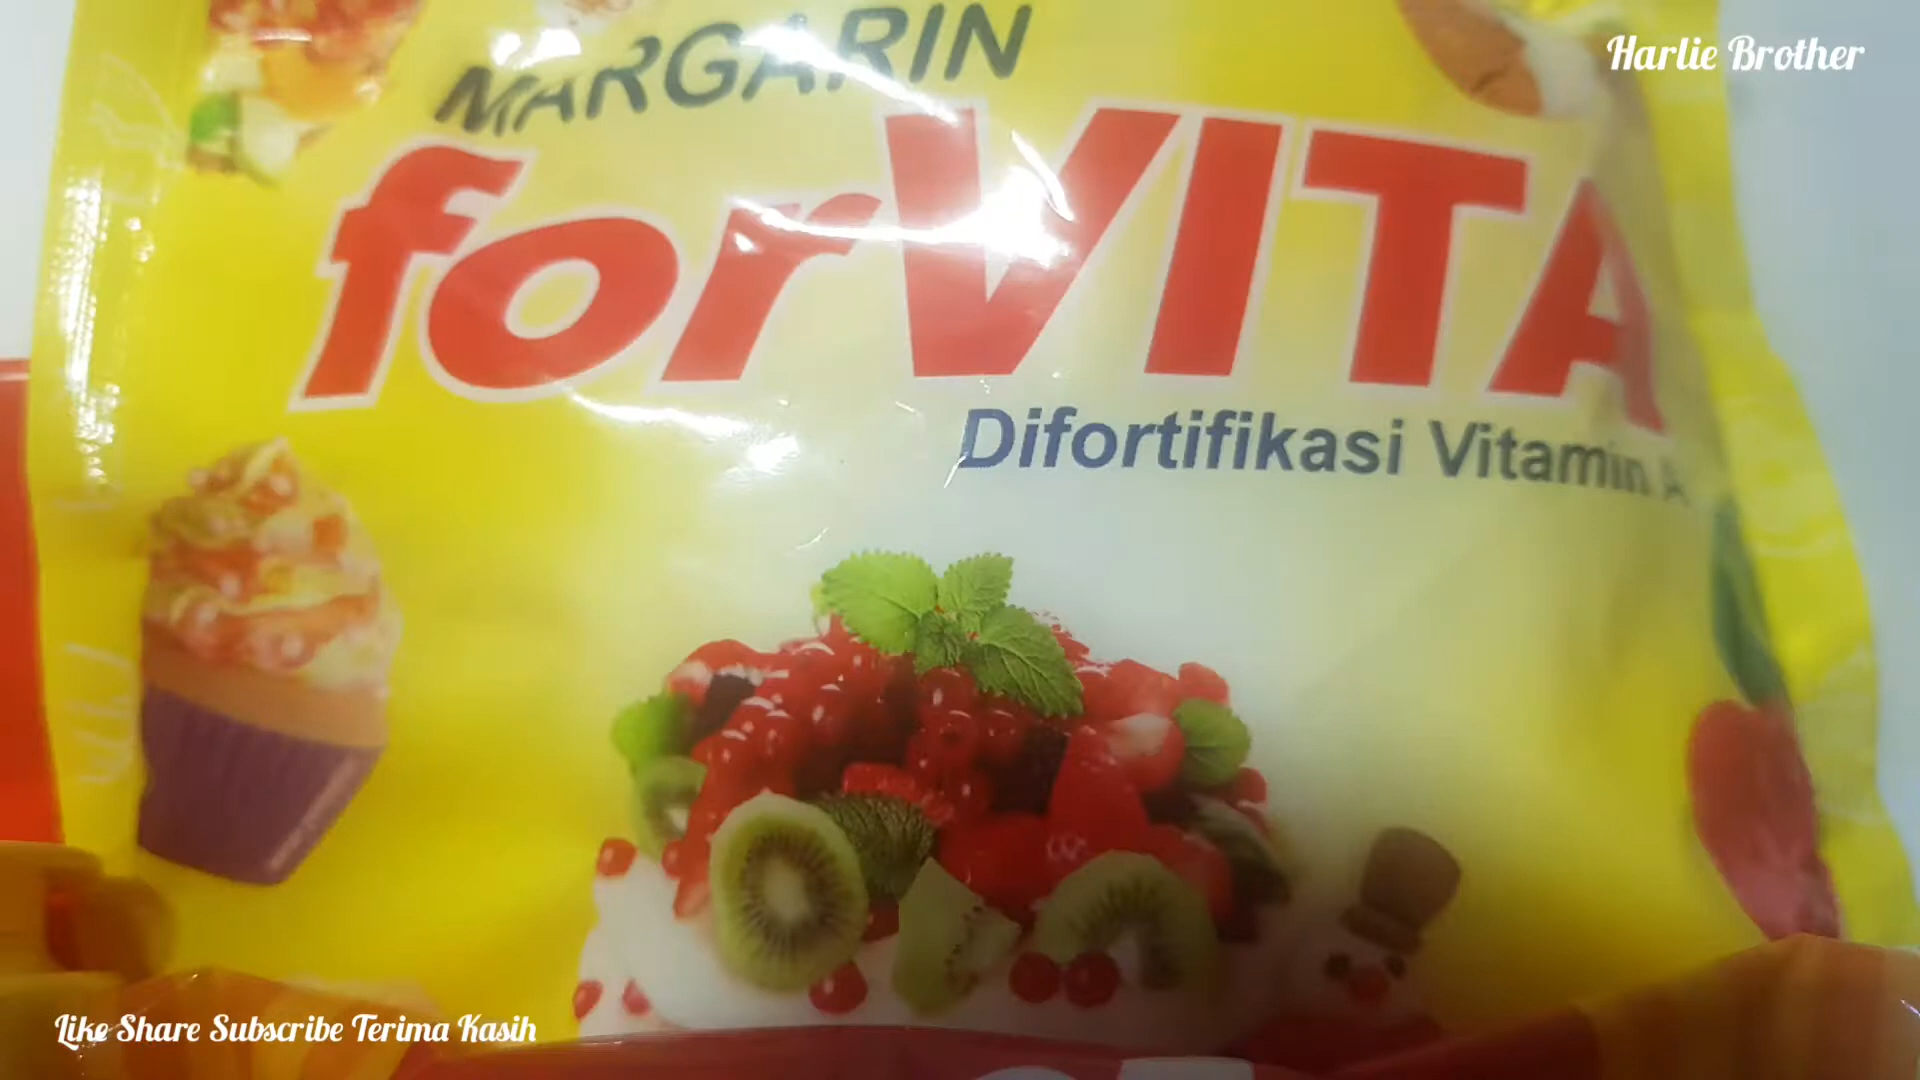 Harlie Brother
MARGARIN
forVITA
Difortifikasi Vitamin A
Like Share Subscribe Terima Kasih